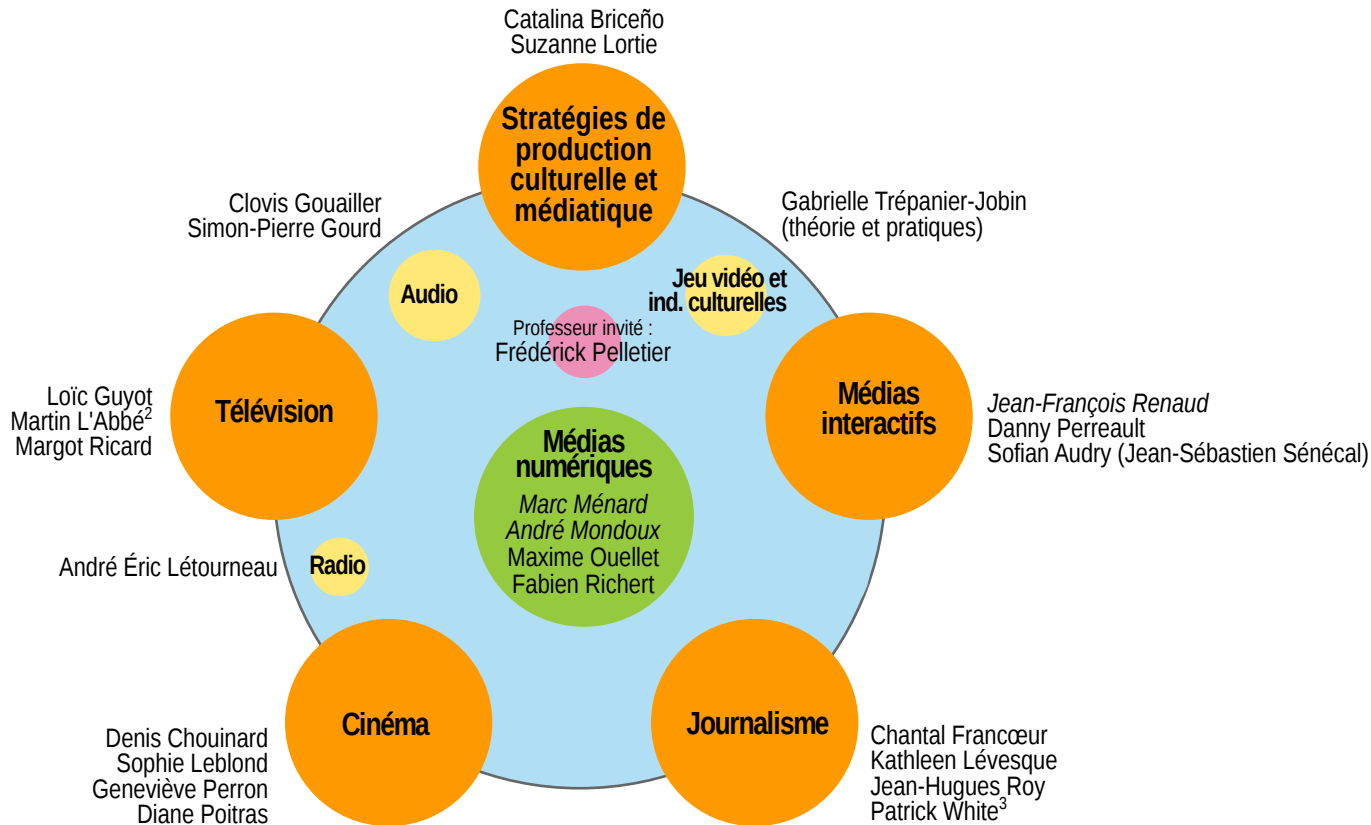 Catalina Briceño
Suzanne Lortie
Stratégies de
production
culturelle et
médiatique
Clovis Gouailler
Simon-Pierre Gourd
Audio
Gabrielle Trépanier-Jobin
(théorie et pratiques)
Jeu vidéo et
ind. culturelles
Professeur invité :
Frédérick Pelletier
Loïc Guyot
Martin L'Abbé2
Margot Ricard
Télévision
Médias
interactifs
Jean-François Renaud
Danny Perreault
Sofian Audry (Jean-Sébastien Sénécal)
Médias
numériques
Marc Ménard
André Mondoux
Maxime Ouellet
Fabien Richert
André Éric Létourneau
Radio
Cinéma
Denis Chouinard
Sophie Leblond
Geneviève Perron
Diane Poitras
Journalisme
Chantal Francœur
Kathleen Lévesque
Jean-Hugues Roy
Patrick White3